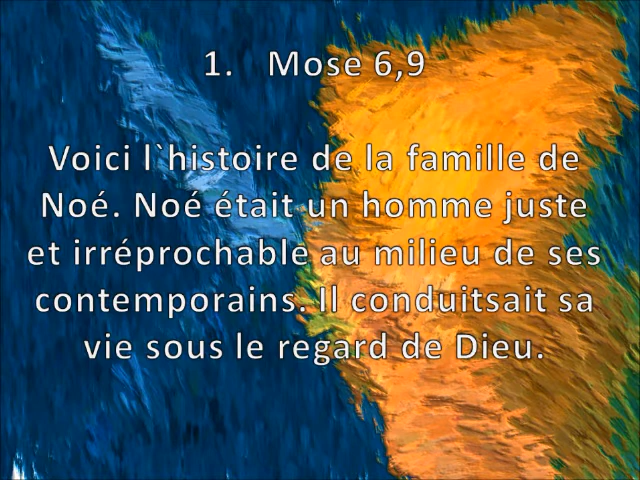 1. Mose 6,9
Voici l`histoire de la famille de
Noé. Noé était un homme juste
et irréprochable au milieu de ses
contemporains. Il conduitsait sa
vie sous le regard de Dieu.